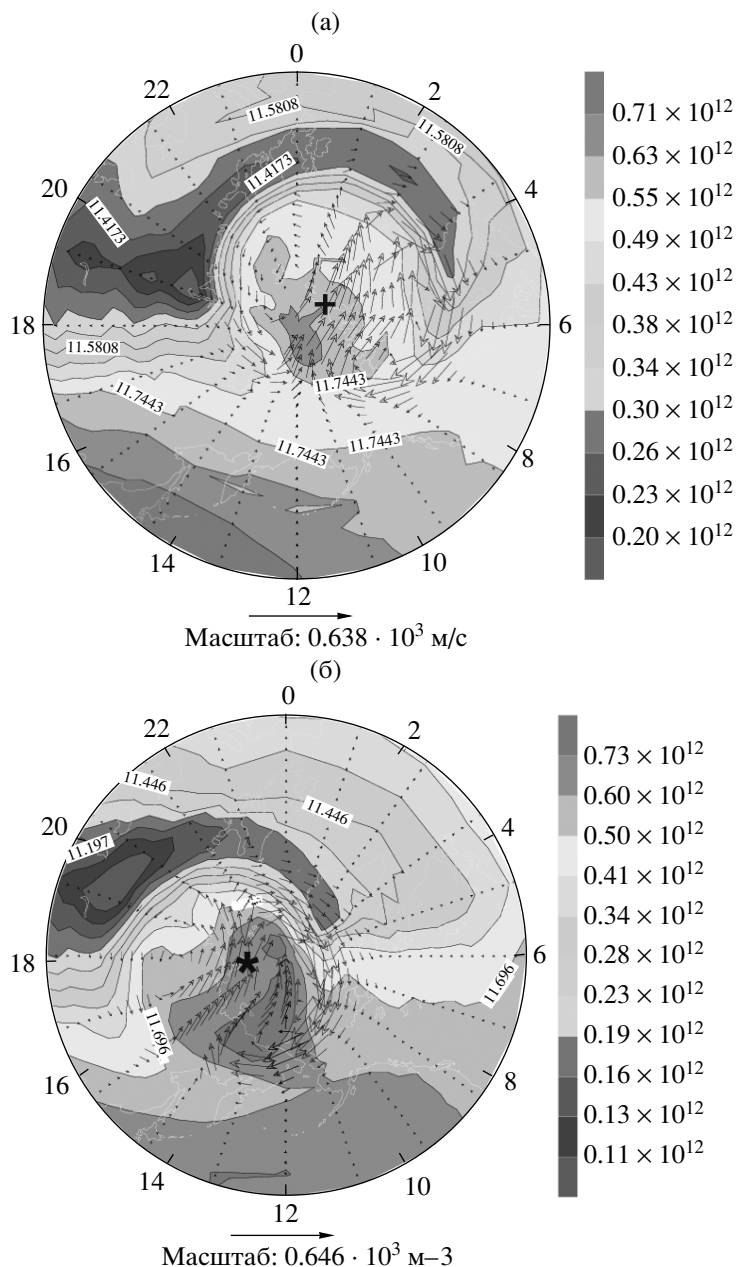 (а)
0
22
2
20
4
18
6
16
8
14
10
12
11.5808
11.5808
11.4173
11.4173
11.5808
11.7443
11.7443
11.7443
11.7443
0.71 × 10¹²
0.63 × 10¹²
0.55 × 10¹²
0.49 × 10¹²
0.43 × 10¹²
0.38 × 10¹²
0.34 × 10¹²
0.30 × 10¹²
0.26 × 10¹²
0.23 × 10¹²
0.20 × 10¹²
Масштаб: 0.638 · 10³ м/с
(б)
0
22
2
20
4
18
6
16
8
14
10
12
11.446
11.446
11.197
11.696
11.696
0.73 × 10¹²
0.60 × 10¹²
0.50 × 10¹²
0.41 × 10¹²
0.34 × 10¹²
0.28 × 10¹²
0.23 × 10¹²
0.19 × 10¹²
0.16 × 10¹²
0.13 × 10¹²
0.11 × 10¹²
Масштаб: 0.646 · 10³ м–3